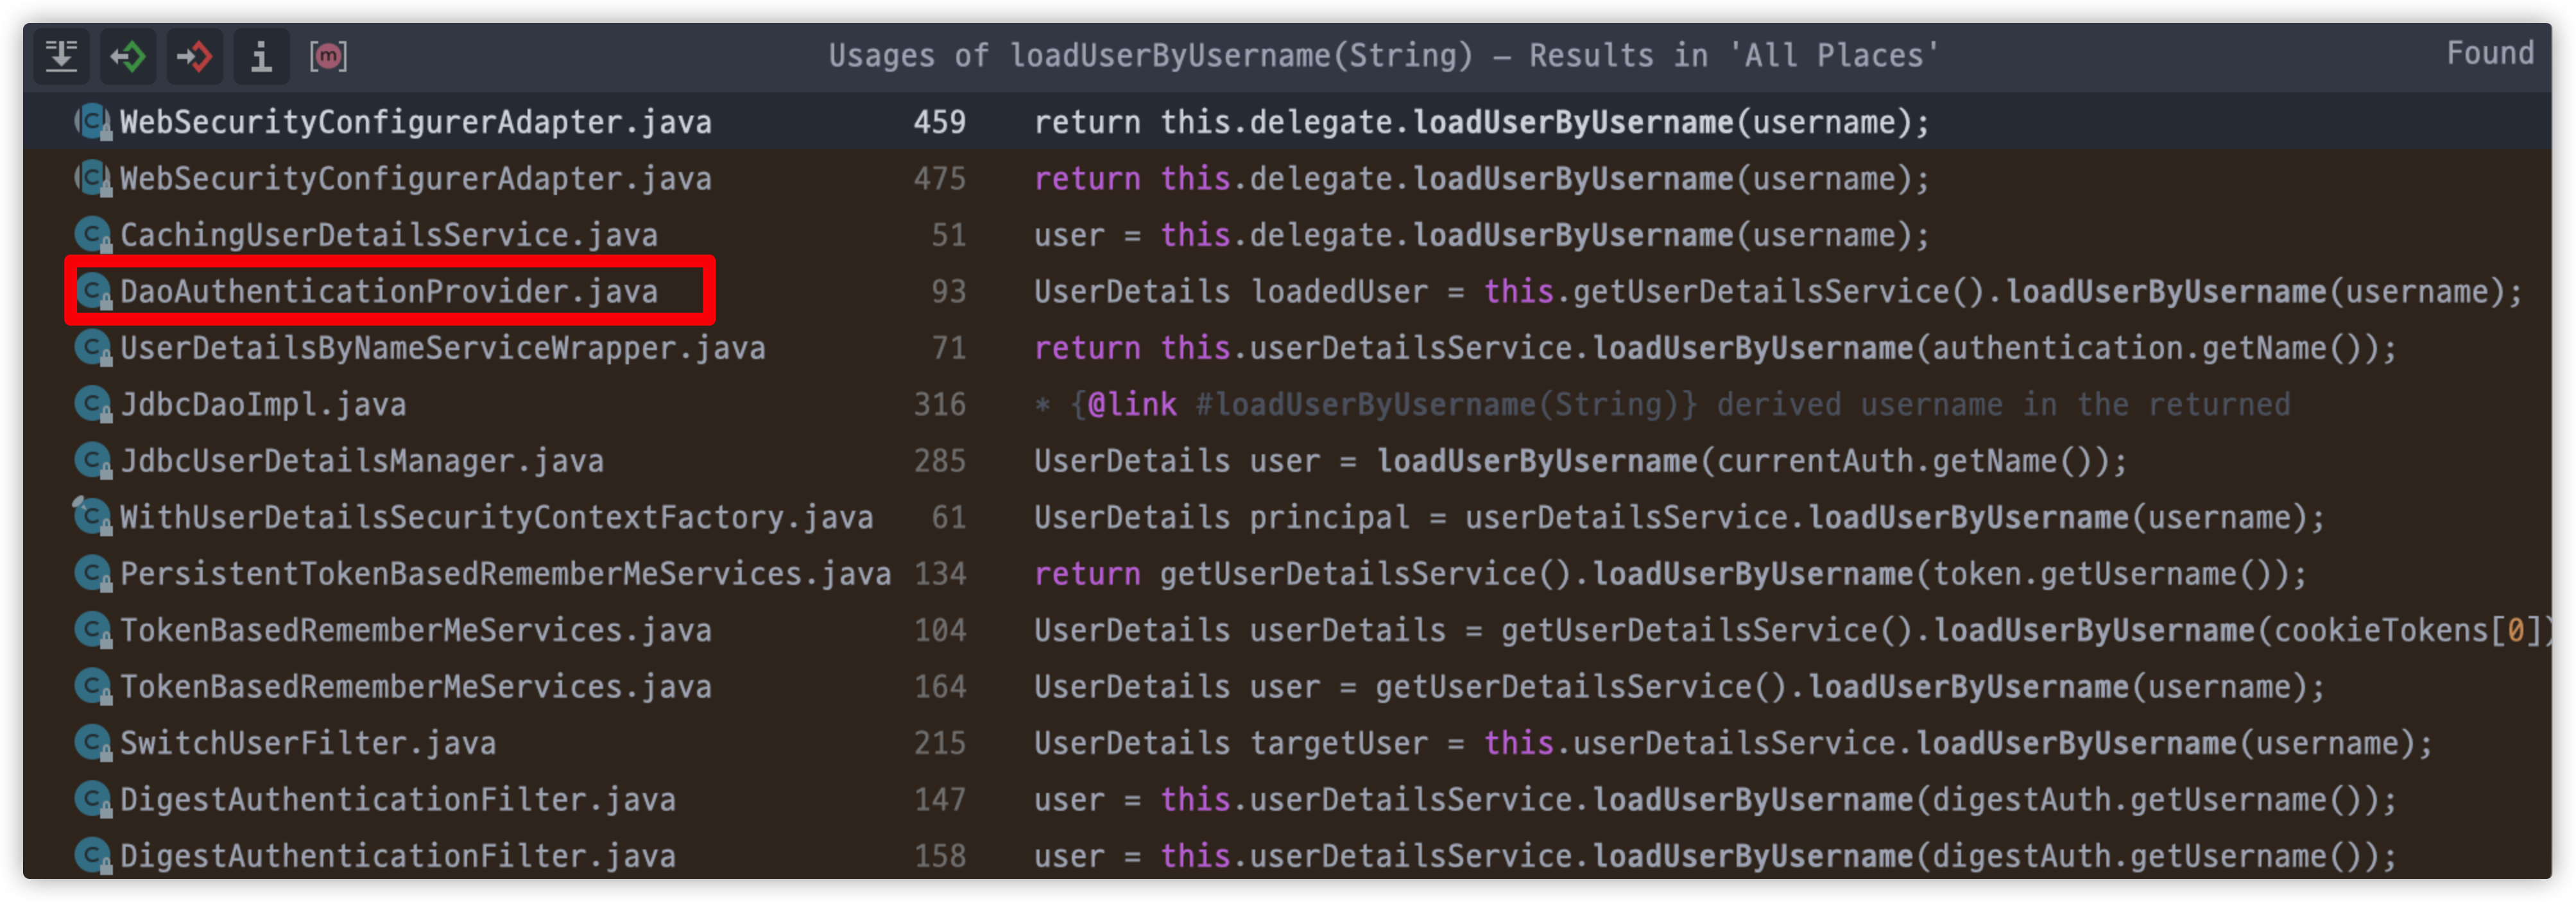 Usages of loadUserByUsername(String) — Results in 'All Places' Found
WebSecurityConfigurerAdapter.java 459 return this.delegate.loadUserByUsername(username);
WebSecurityConfigurerAdapter.java 475 return this.delegate.loadUserByUsername(username);
CachingUserDetailsService.java 51 user = this.delegate.loadUserByUsername(username);
DaoAuthenticationProvider.java 93 UserDetails loadedUser = this.getUserDetailsService().loadUserByUsername(username);
UserDetailsByNameServiceWrapper.java 71 return this.userDetailsService.loadUserByUsername(authentication.getName());
JdbcDaoImpl.java 316 * {@link #loadUserByUsername(String)} derived username in the returned
JdbcUserDetailsManager.java 285 UserDetails user = loadUserByUsername(currentAuth.getName());
WithUserDetailsSecurityContextFactory.java 61 UserDetails principal = userDetailsService.loadUserByUsername(username);
PersistentTokenBasedRememberMeServices.java 134 return getUserDetailsService().loadUserByUsername(token.getUsername());
TokenBasedRememberMeServices.java 104 UserDetails userDetails = getUserDetailsService().loadUserByUsername(cookieTokens[0])
TokenBasedRememberMeServices.java 164 UserDetails user = getUserDetailsService().loadUserByUsername(username);
SwitchUserFilter.java 215 UserDetails targetUser = this.userDetailsService.loadUserByUsername(username);
DigestAuthenticationFilter.java 147 user = this.userDetailsService.loadUserByUsername(digestAuth.getUsername());
DigestAuthenticationFilter.java 158 user = this.userDetailsService.loadUserByUsername(digestAuth.getUsername());